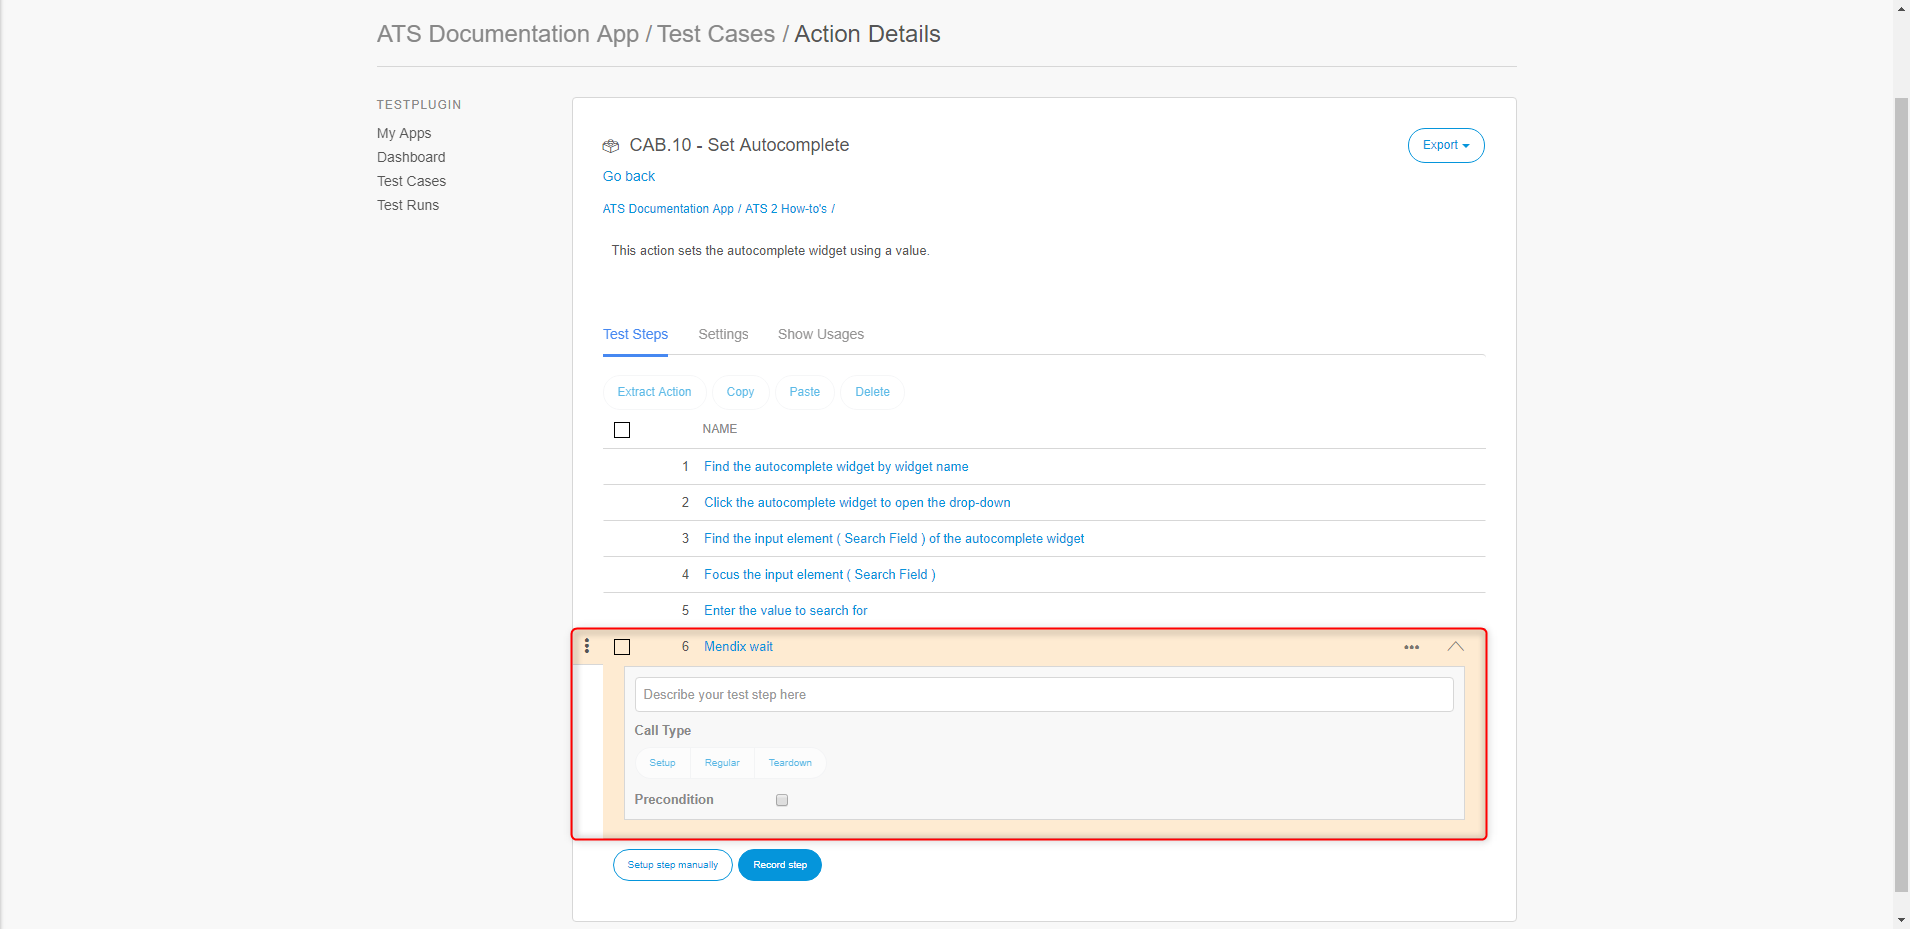 ATS Documentation App / Test Cases / Action Details
TESTPLUGIN
My Apps
Dashboard
Test Cases
Test Runs
CAB.10 - Set Autocomplete
Export
Go back
ATS Documentation App / ATS 2 How-to's /
This action sets the autocomplete widget using a value.
Test Steps Settings Show Usages
Extract Action Copy Paste Delete
NAME
1 Find the autocomplete widget by widget name
2 Click the autocomplete widget to open the drop-down
3 Find the input element ( Search Field ) of the autocomplete widget
4 Focus the input element ( Search Field )
5 Enter the value to search for
6 Mendix wait
Describe your test step here
Call Type
Setup Regular Teardown
Precondition
Setup step manually Record step